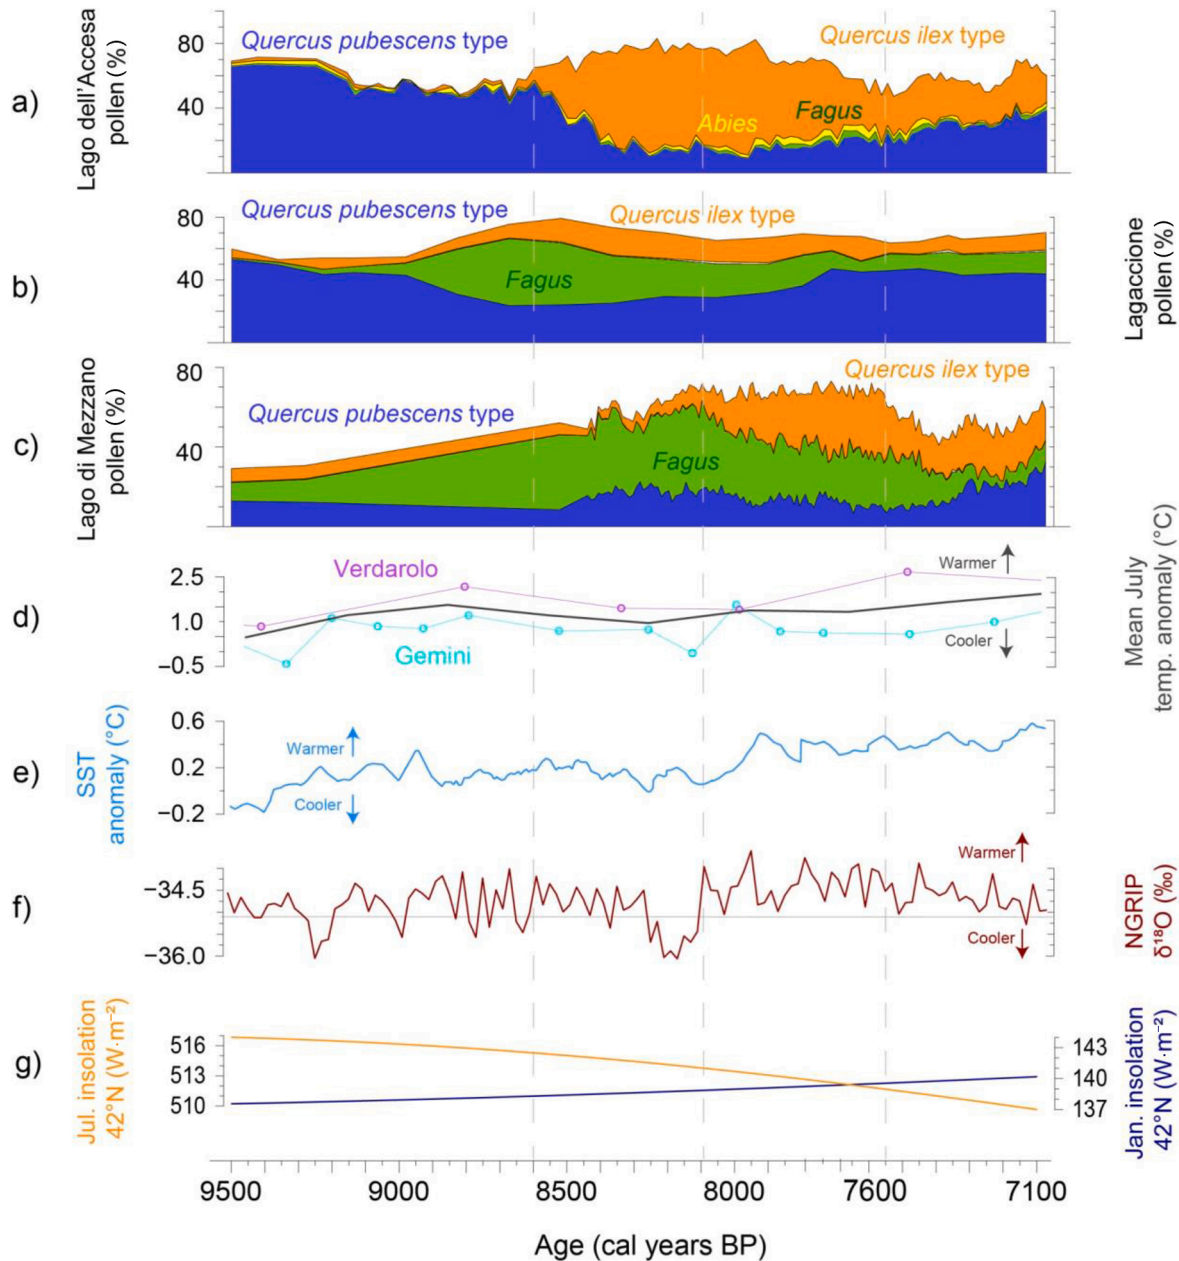 a)
Lago dell'Accesa
pollen (%)
80
40
Quercus pubescens type
Quercus ilex type
Abies
Fagus
b)
80
40
Quercus pubescens type
Quercus ilex type
Fagus
Lagaccione
pollen (%)
c)
Lago di Mezzano
pollen (%)
80
40
Quercus pubescens type
Quercus ilex type
Fagus
d)
2.5
1.0
−0.5
Verdarolo
Gemini
Warmer
Cooler
Mean July
temp. anomaly (°C)
e)
SST
anomaly (°C)
0.6
0.2
−0.2
Warmer
Cooler
f)
−34.5
−36.0
Warmer
Cooler
NGRIP
δ¹⁸O (‰)
g)
Jul. insolation
42°N (W·m⁻²)
516
513
510
143
140
137
Jan. insolation
42°N (W·m⁻²)
9500 9000 8500 8000 7600 7100
Age (cal years BP)